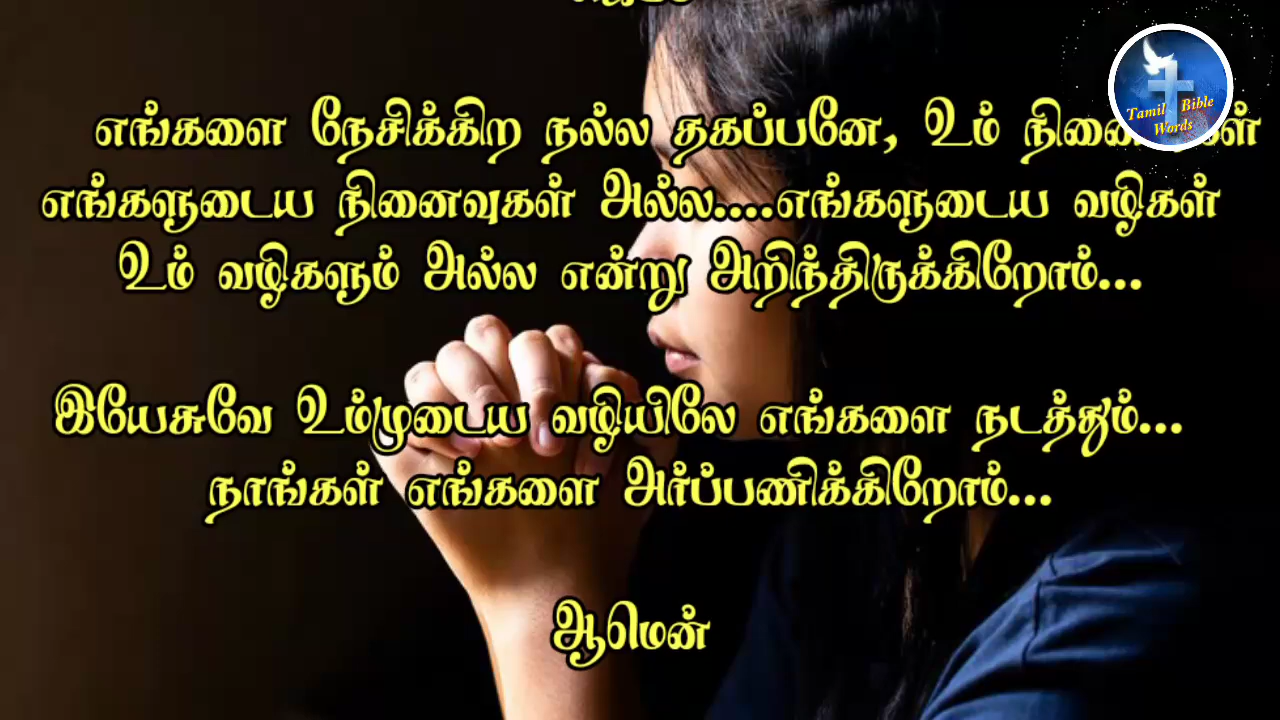 எங்களை நேசிக்கிற நல்ல தகப்பனே, உம்
எங்களுடைய நினைவுகள் அல்ல....எங்களுடைய வழிகள்
உம் வழிகளும் அல்ல என்று அறிந்திருக்கிறோம்...
இயேசுவே உம்முடைய வழியிலே எங்களை நடத்தும்...
நாங்கள் எங்களை அர்ப்பணிக்கிறோம்...
ஆமென்
Tamil Bible
Words